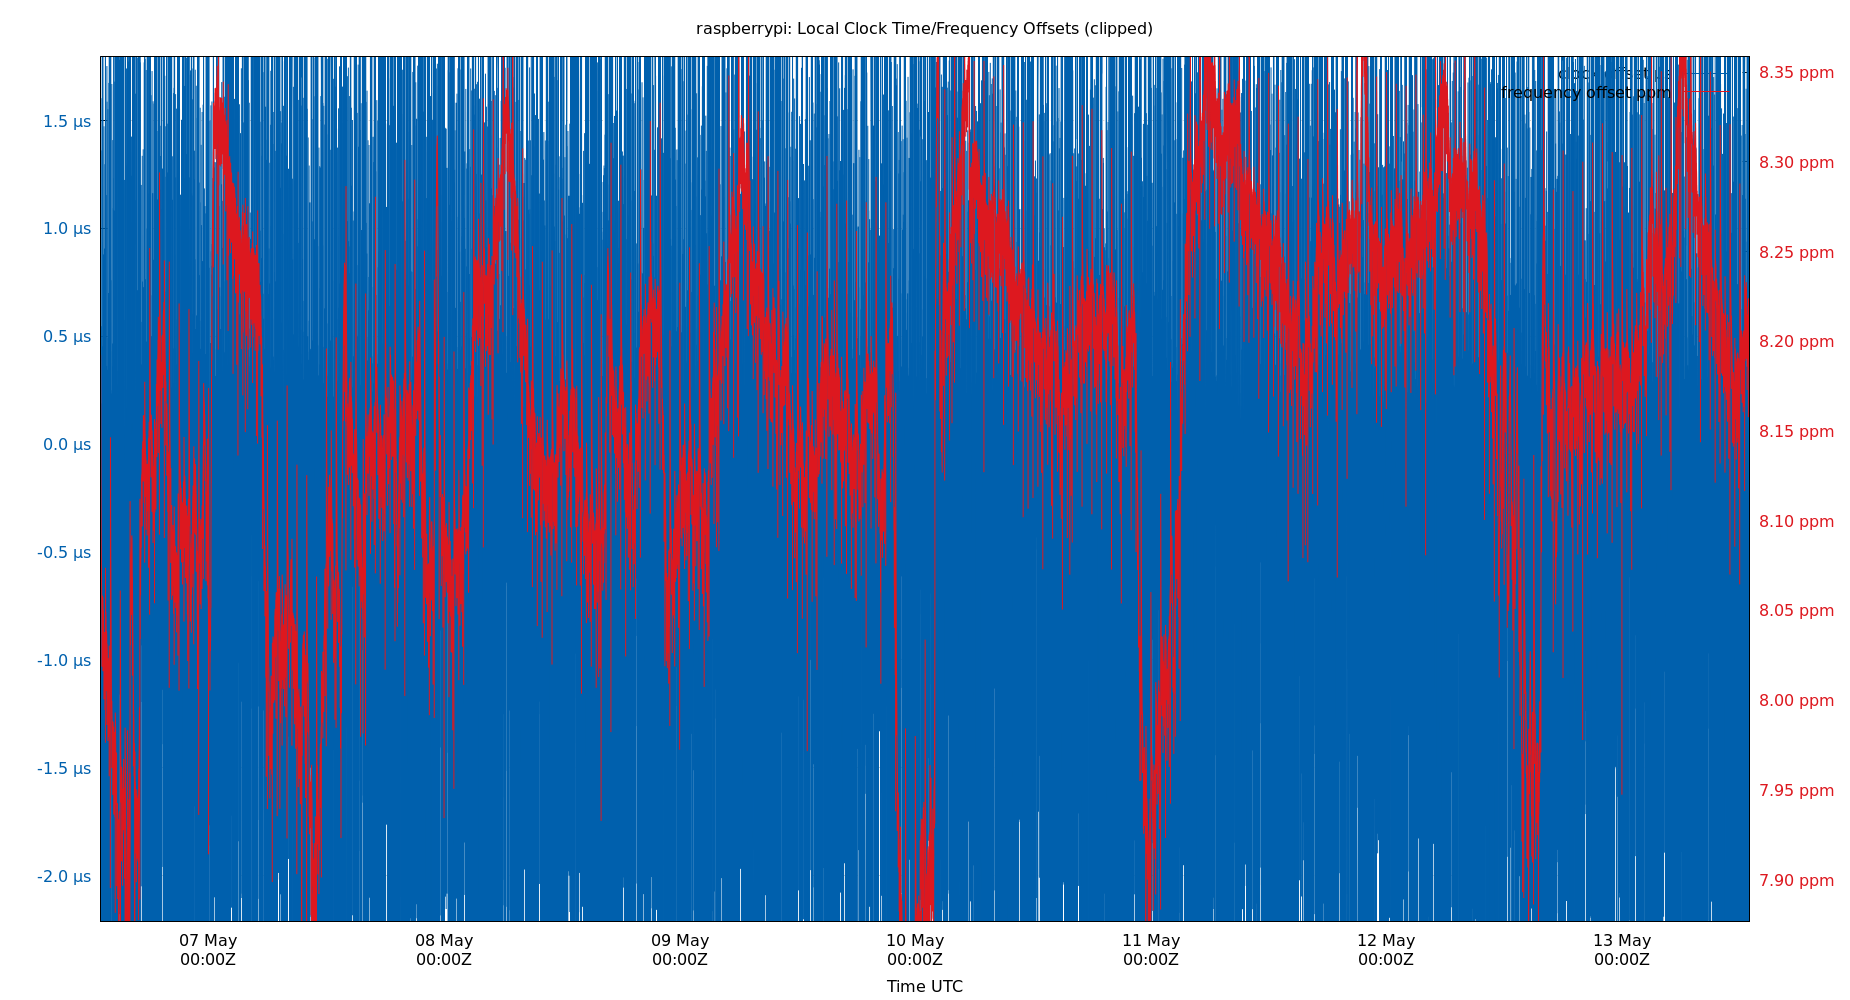 raspberrypi: Local Clock Time/Frequency Offsets (clipped)
clock offset µs
frequency offset ppm
1.5 µs
1.0 µs
0.5 µs
0.0 µs
-0.5 µs
-1.0 µs
-1.5 µs
-2.0 µs
8.35 ppm
8.30 ppm
8.25 ppm
8.20 ppm
8.15 ppm
8.10 ppm
8.05 ppm
8.00 ppm
7.95 ppm
7.90 ppm
07 May 08 May 09 May 10 May 11 May 12 May 13 May
00:00Z 00:00Z 00:00Z 00:00Z 00:00Z 00:00Z 00:00Z
Time UTC